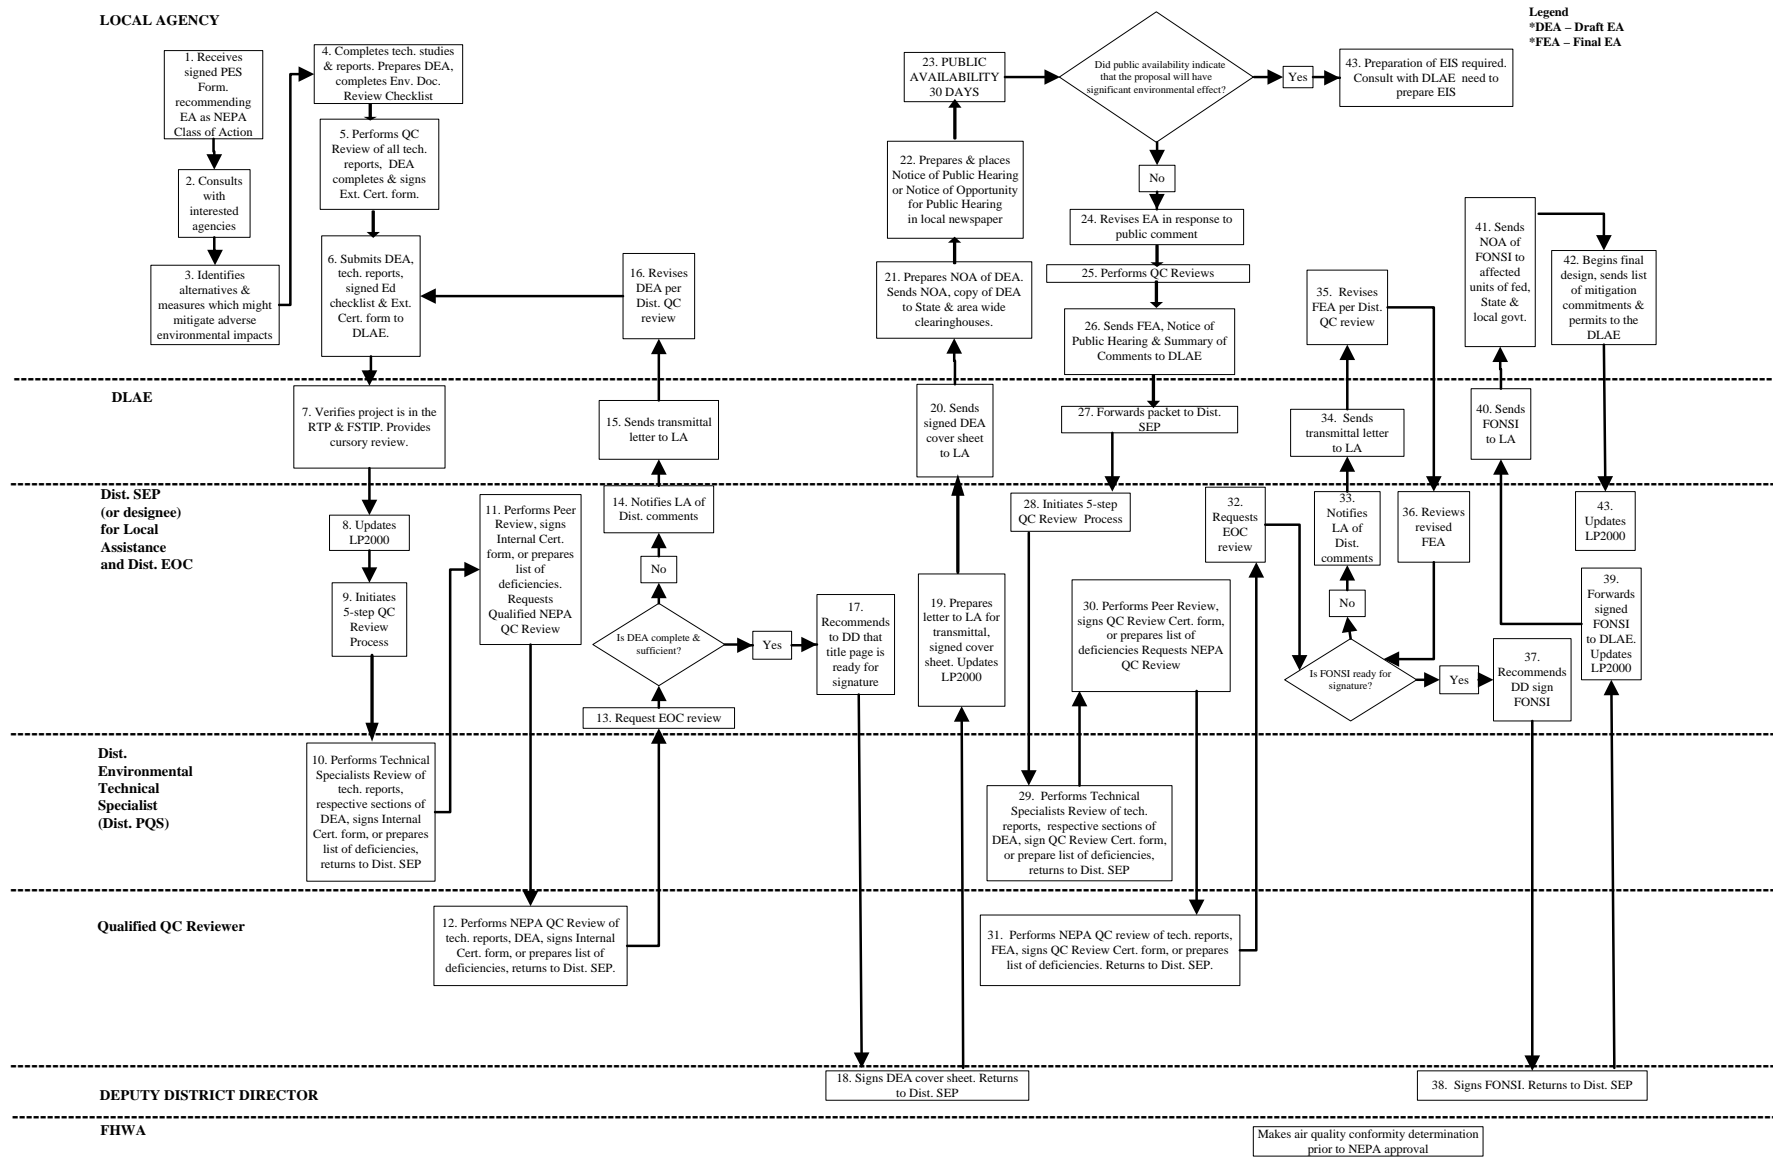 LOCAL AGENCY
Legend
*DEA – Draft EA
*FEA – Final EA
1. Receives
signed PES
Form.
recommending
EA as NEPA
Class of Action
2. Consults
with
interested
agencies
3. Identifies
alternatives &
measures which might
mitigate adverse
environmental impacts
4. Completes tech. studies
& reports. Prepares DEA,
completes Env. Doc.
Review Checklist
5. Performs QC
Review of all tech.
reports, DEA
completes & signs
Ext. Cert. form.
6. Submits DEA,
tech. reports,
signed Ed
checklist & Ext.
Cert. form to
DLAE.
16. Revises
DEA per
Dist. QC
review
23. PUBLIC
AVAILABILITY
30 DAYS
22. Prepares & places
Notice of Public Hearing
or Notice of Opportunity
for Public Hearing
in local newspaper
21. Prepares NOA of DEA.
Sends NOA, copy of DEA
to State & area wide
clearinghouses.
Did public availability indicate
that the proposal will have
significant environmental effect?
Yes
43. Preparation of EIS required.
Consult with DLAE need to
prepare EIS
No
24. Revises EA in response to
public comment
25. Performs QC Reviews
26. Sends FEA, Notice of
Public Hearing & Summary of
Comments to DLAE
35. Revises
FEA per Dist.
QC review
41. Sends
NOA of
FONSI to
affected
units of fed,
State &
local govt.
42. Begins final
design, sends list
of mitigation
commitments &
permits to the
DLAE
DLAE
7. Verifies project is in the
RTP & FSTIP. Provides
cursory review.
15. Sends transmittal
letter to LA
20. Sends
signed DEA
cover sheet
to LA
27. Forwards packet to Dist.
SEP
34. Sends
transmittal letter
to LA
40. Sends
FONSI
to LA
Dist. SEP
(or designee)
for Local
Assistance
and Dist. EOC
8. Updates
LP2000
9. Initiates
5-step QC
Review
Process
11. Performs Peer
Review, signs
Internal Cert.
form, or prepares
list of
deficiencies.
Requests
Qualified NEPA
QC Review
14. Notifies LA of
Dist. comments
No
Is DEA complete &
sufficient?
Yes
13. Request EOC review
17.
Recommends
to DD that
title page is
ready for
signature
19. Prepares
letter to LA for
transmittal,
signed cover
sheet. Updates
LP2000
28. Initiates 5-step
QC Review Process
30. Performs Peer Review,
signs QC Review Cert. form,
or prepares list of
deficiencies Requests NEPA
QC Review
32.
Requests
EOC
review
33.
Notifies
LA of
Dist.
comments
No
Is FONSI ready for
signature?
Yes
36. Reviews
revised
FEA
37.
Recommends
DD sign
FONSI
43.
Updates
LP2000
39.
Forwards
signed
FONSI
to DLAE.
Updates
LP2000
Dist.
Environmental
Technical
Specialist
(Dist. PQS)
10. Performs Technical
Specialists Review of
tech. reports,
respective sections of
DEA, signs Internal
Cert. form, or prepares
list of deficiencies,
returns to Dist. SEP
29. Performs Technical
Specialists Review of tech.
reports, respective sections of
DEA, sign QC Review Cert. form,
or prepare list of deficiencies,
returns to Dist. SEP
Qualified QC Reviewer
12. Performs NEPA QC Review of
tech. reports, DEA, signs Internal
Cert. form, or prepares list of
deficiencies, returns to Dist. SEP.
31. Performs NEPA QC review of tech. reports,
FEA, signs QC Review Cert. form, or prepares
list of deficiencies. Returns to Dist. SEP.
DEPUTY DISTRICT DIRECTOR
18. Signs DEA cover sheet. Returns
to Dist. SEP
38. Signs FONSI. Returns to Dist. SEP
FHWA
Makes air quality conformity determination
prior to NEPA approval